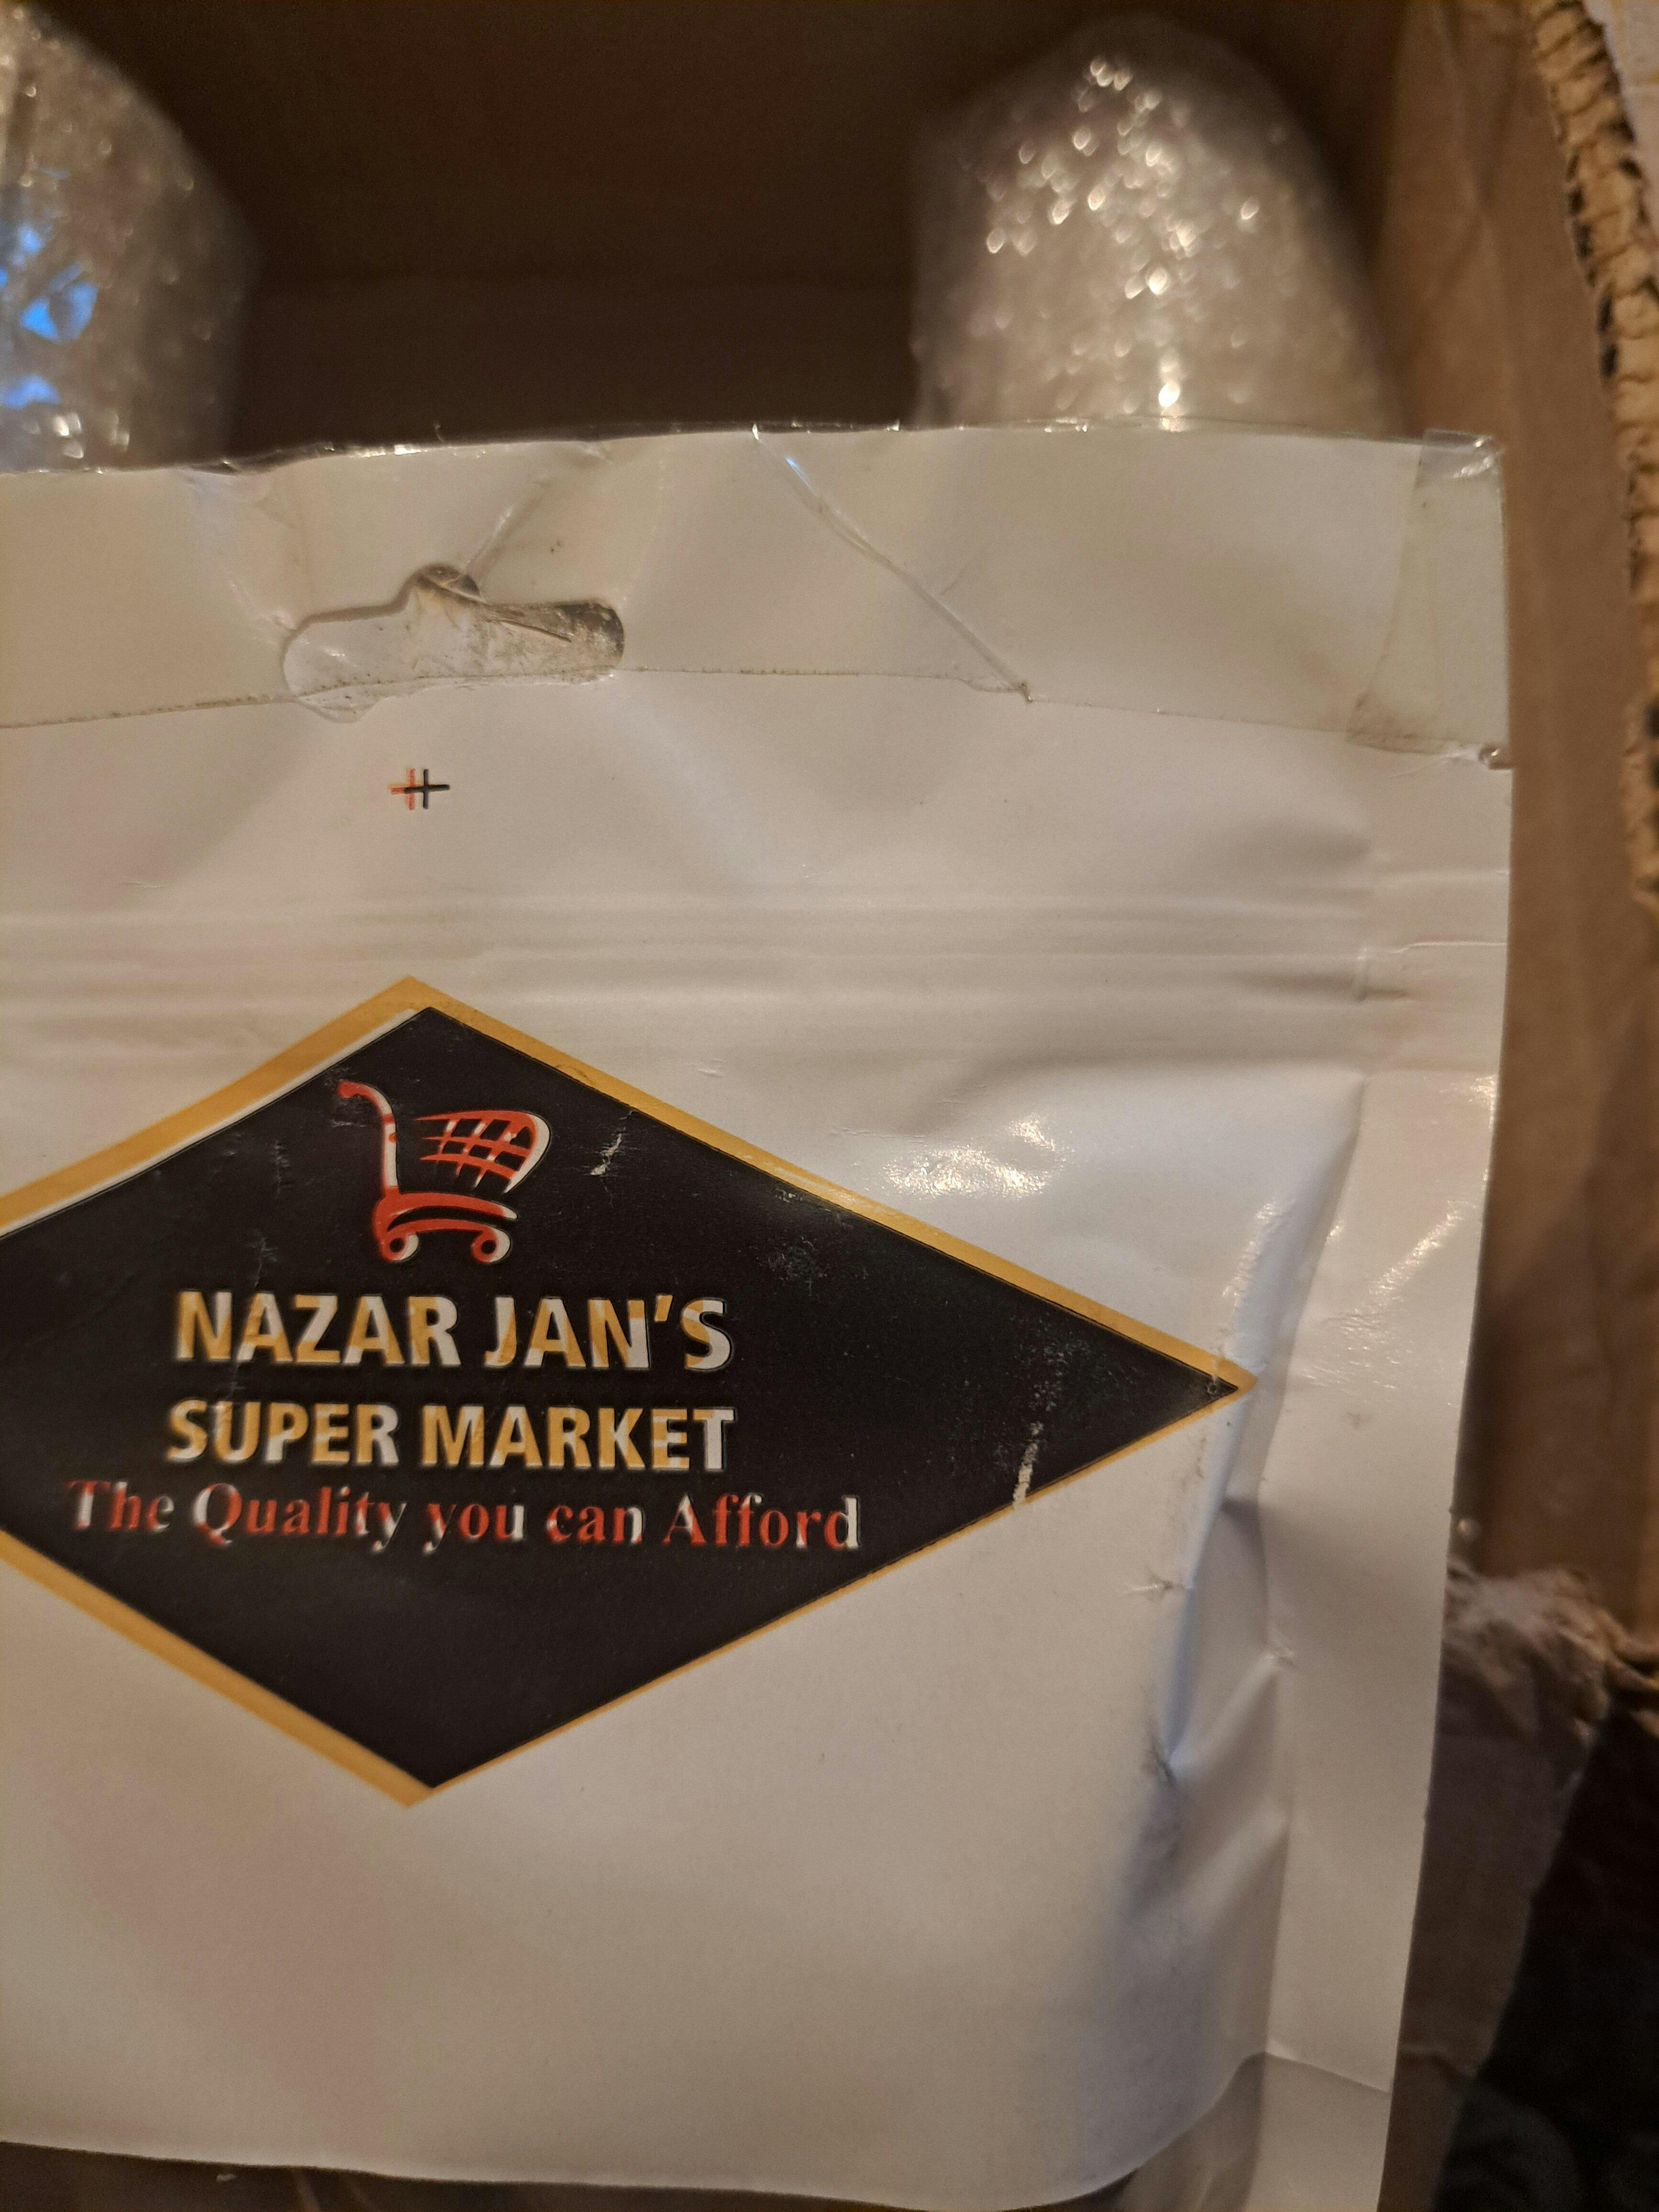 NAZAR JAN'S
SUPER MARKET
The Quality you can Afford